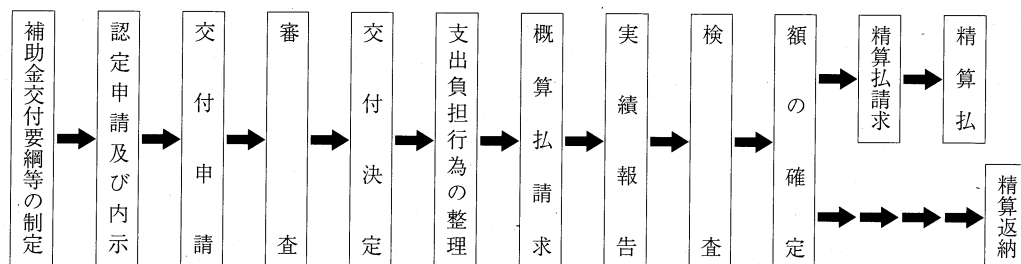 補助金交付要綱等の制定
認定申請及び内示
交付申請
審査
交付決定
支出負担行為の整理
概算払請求
実績報告
検査
額の確定
精算払請求
精算払
精算返納